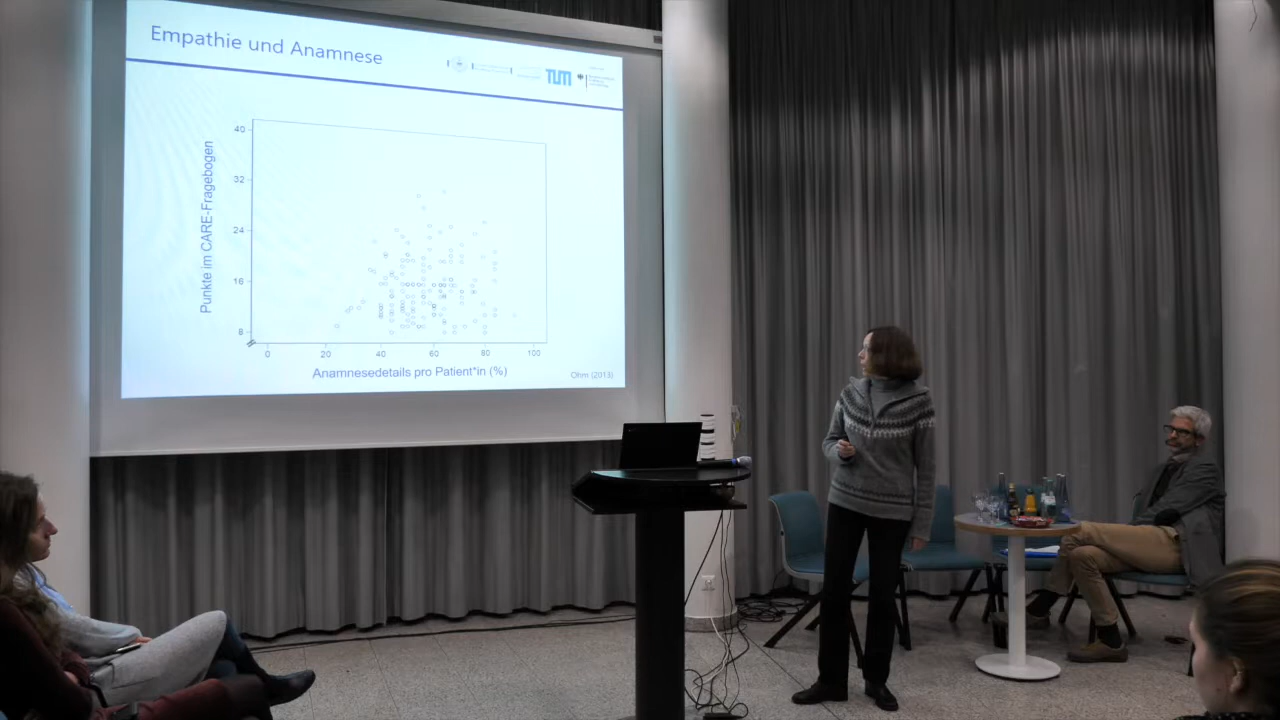 Empathie und Anamnese
TUM
Punkte im CARE-Fragebogen
40
32
24
16
8
0 20 40 60 80 100
Anamnesedetails pro Patient*in (%)
Ohm (2013)